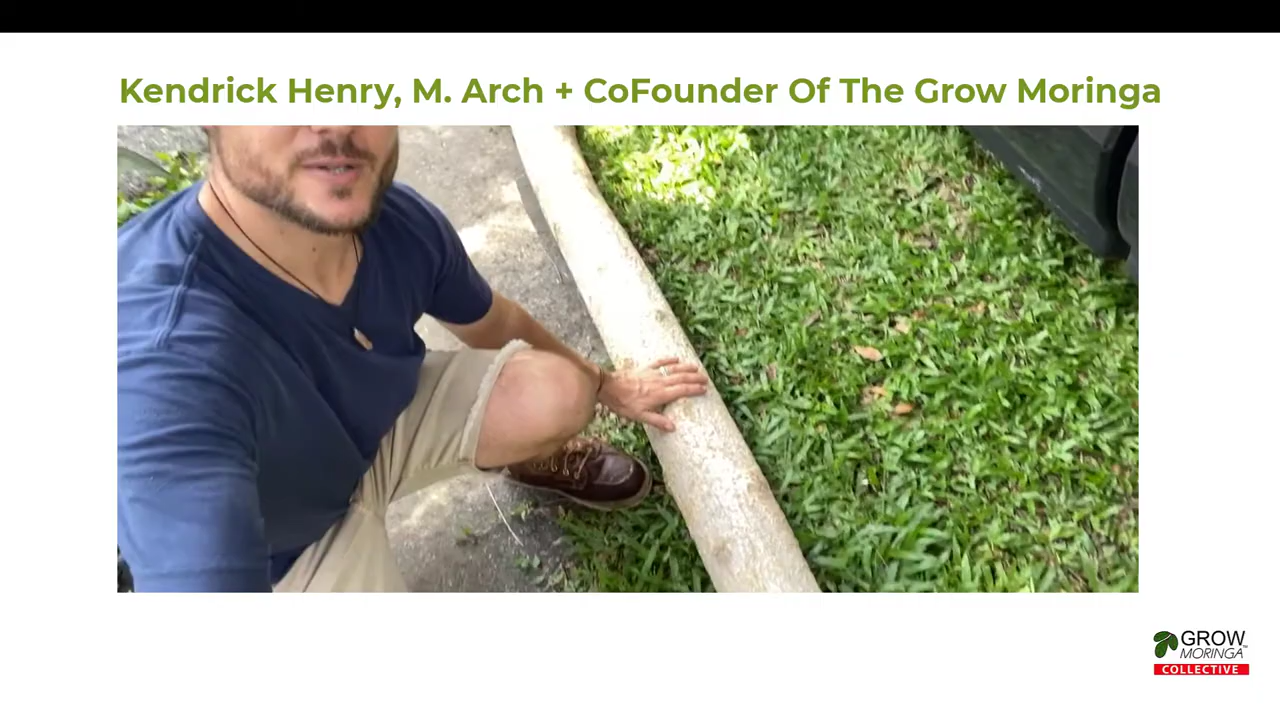 Kendrick Henry, M. Arch + CoFounder Of The Grow Moringa
GROW
MORINGA
COLLECTIVE